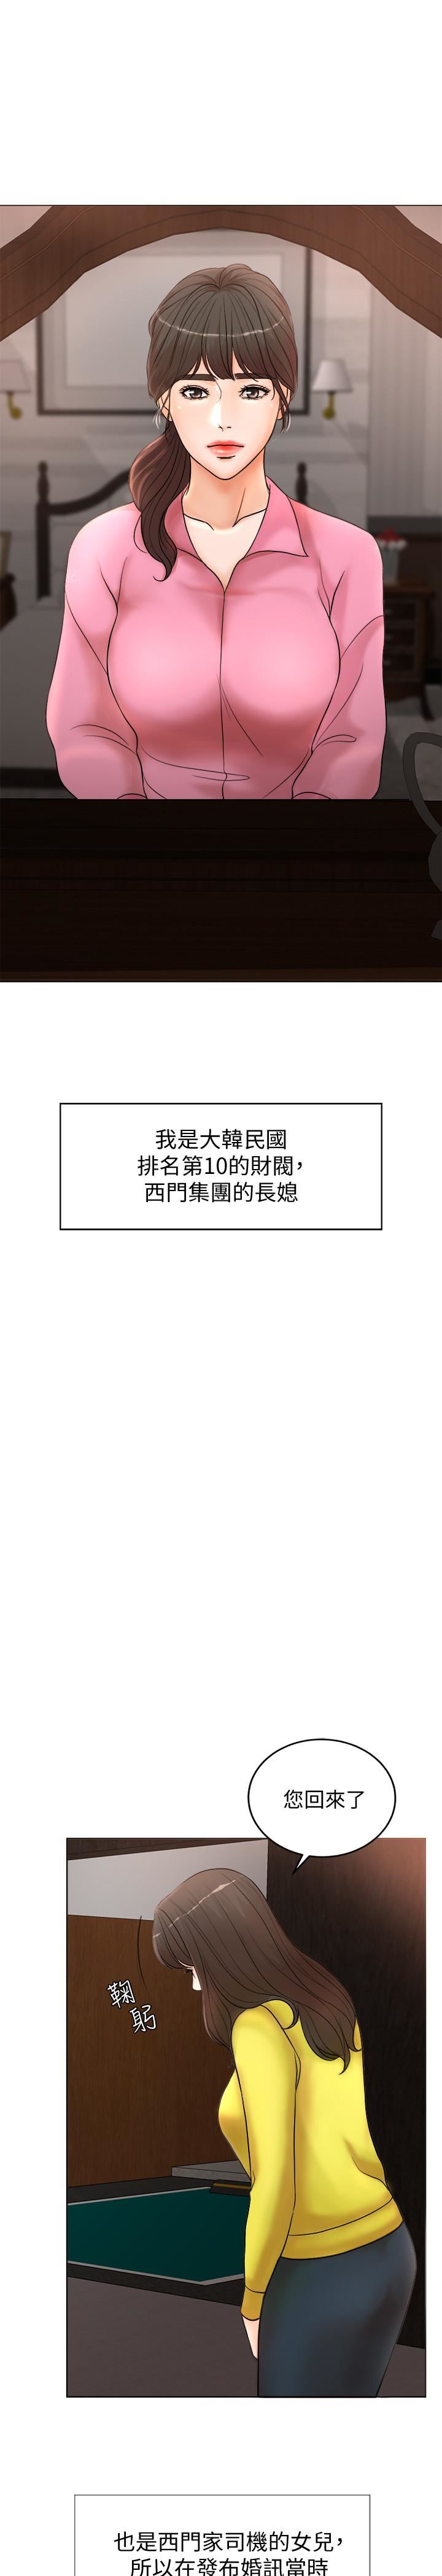 我是大韓民國
排名第10的財閥，
西門集團的長媳
您回來了
鞠
躬
也是西門家司機的女兒，
所以在發布婚訊當時